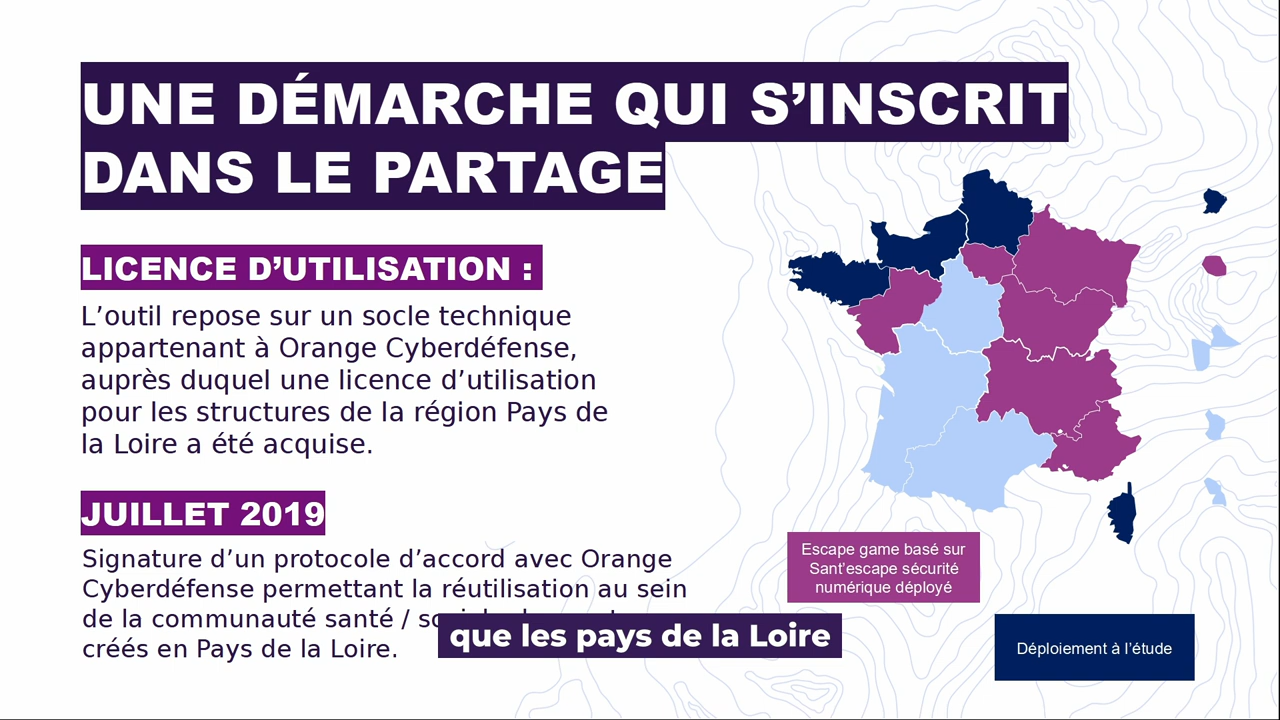 UNE DÉMARCHE QUI S’INSCRIT
DANS LE PARTAGE
LICENCE D’UTILISATION :
L’outil repose sur un socle technique
appartenant à Orange Cyberdéfense,
auprès duquel une licence d’utilisation
pour les structures de la région Pays de
la Loire a été acquise.
JUILLET 2019
Signature d’un protocole d’accord avec Orange
Cyberdéfense permettant la réutilisation au sein
de la communauté santé /
créés en Pays de la Loire.
que les pays de la Loire
Escape game basé sur
Sant’escape sécurité
numérique déployé
Déploiement à l’étude